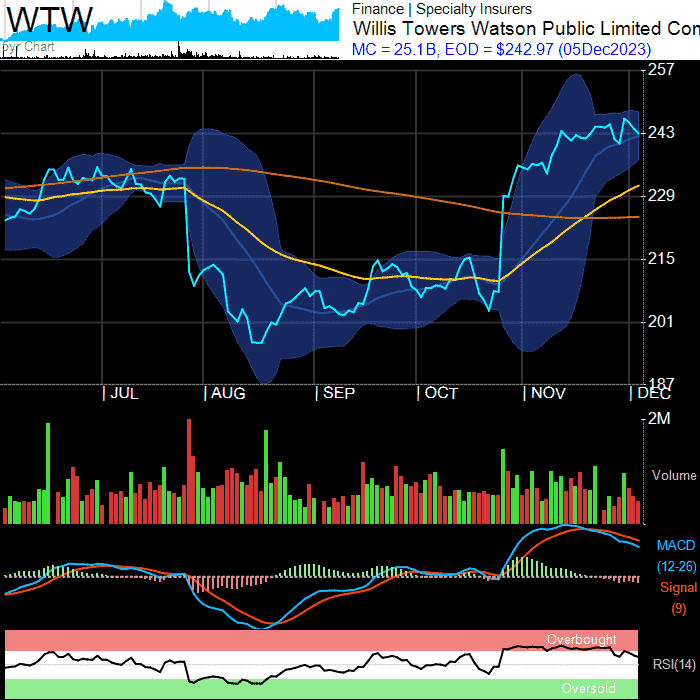 WTW
5yr Chart
Finance | Specialty Insurers
Willis Towers Watson Public Limited Con
MC = 25.1B, EOD = $242.97 (05Dec2023)
257
243
229
215
201
187
| JUL | AUG | SEP | OCT | NOV | DEC
2M
Volume
MACD
(12-26)
Signal
(9)
Overbought
RSI(14)
Oversold